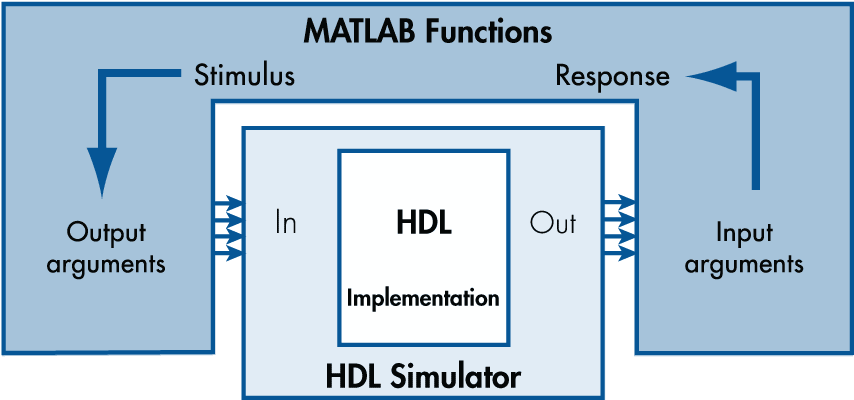 MATLAB Functions
Stimulus
Response
Output
arguments
In
HDL
Implementation
Out
Input
arguments
HDL Simulator